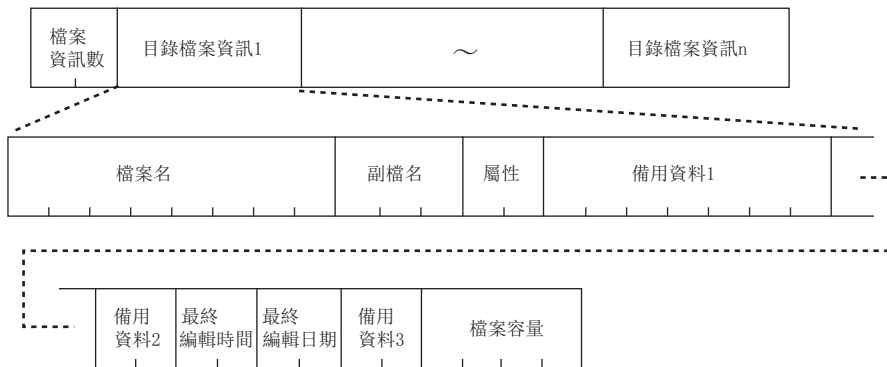 檔案
資訊數
目錄檔案資訊1
～
目錄檔案資訊n
檔案名
副檔名
屬性
備用資料1
備用
資料2
最終
編輯時間
最終
編輯日期
備用
資料3
檔案容量